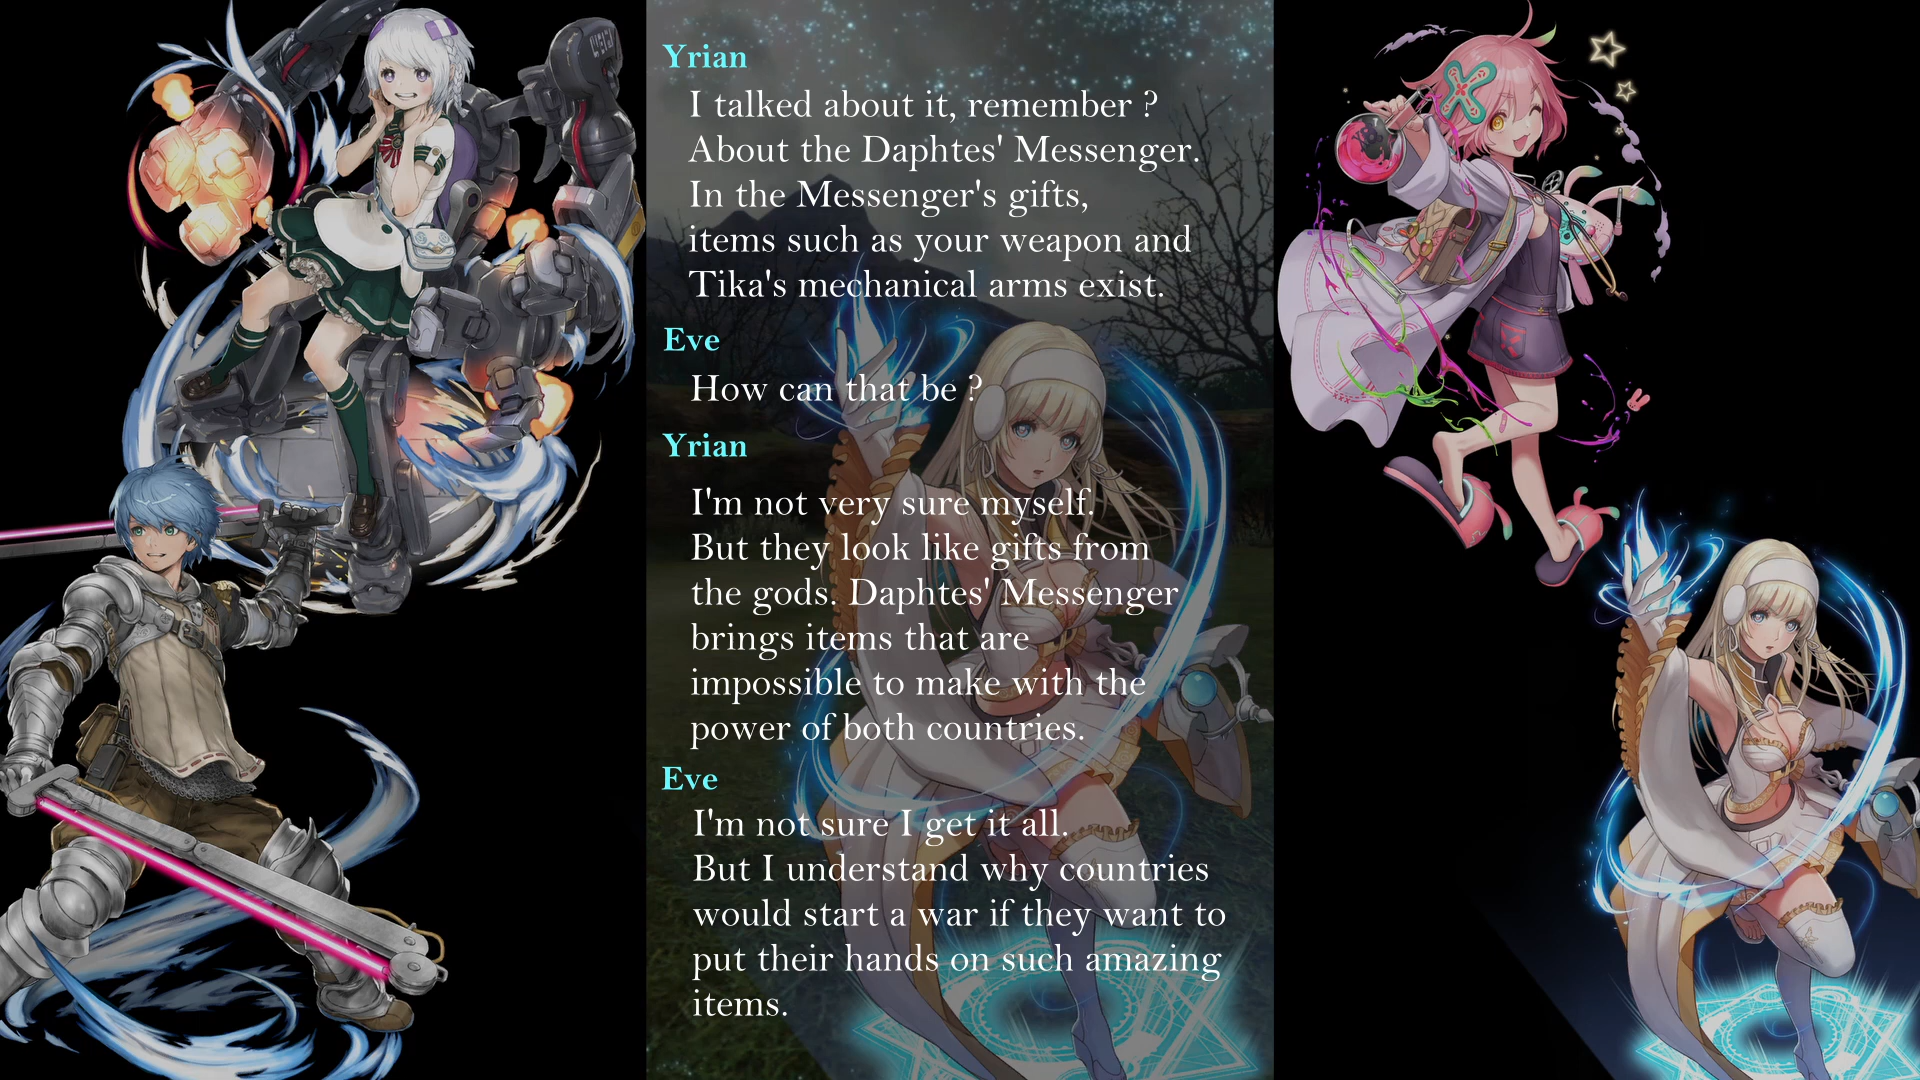 Yrian
I talked about it, remember ?
About the Daphtes' Messenger.
In the Messenger's gifts,
items such as your weapon and
Tika's mechanical arms exist.
Eve
How can that be ?
Yrian
I'm not very sure myself.
But they look like gifts from
the gods. Daphtes' Messenger
brings items that are
impossible to make with the
power of both countries.
Eve
I'm not sure I get it all.
But I understand why countries
would start a war if they want to
put their hands on such amazing
items.